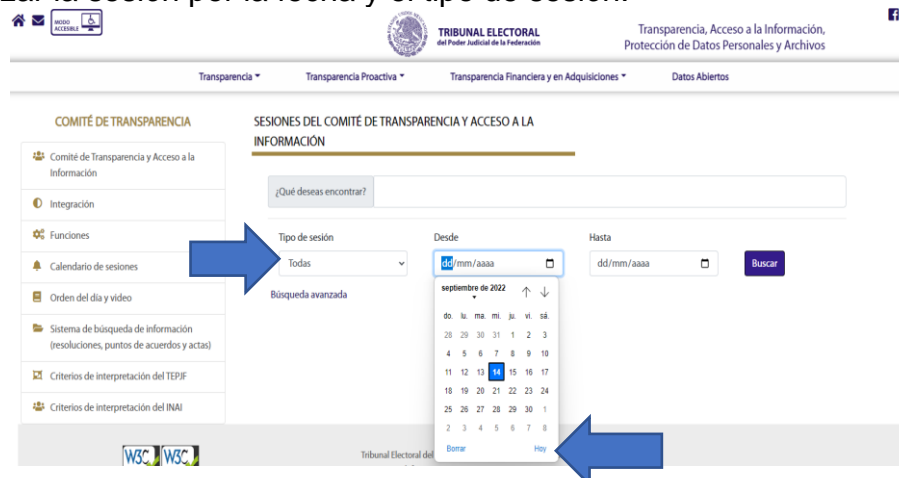 zar la sesión por la fecha y el tipo de sesión.
MODO
ACCESIBLE
TRIBUNAL ELECTORAL
del Poder Judicial de la Federación
Transparencia, Acceso a la Información,
Protección de Datos Personales y Archivos
Transparencia Transparencia Proactiva Transparencia Financiera y en Adquisiciones Datos Abiertos
COMITÉ DE TRANSPARENCIA
Comité de Transparencia y Acceso a la
Información
Integración
Funciones
Calendario de sesiones
Orden del día y video
Sistema de búsqueda de información
(resoluciones, puntos de acuerdos y actas)
Criterios de interpretación del TEPJF
Criterios de interpretación del INAI
SESIONES DEL COMITÉ DE TRANSPARENCIA Y ACCESO A LA
INFORMACIÓN
¿Qué deseas encontrar?
Tipo de sesión Desde Hasta
Todas dd/mm/aaaa dd/mm/aaaa Buscar
Búsqueda avanzada
septiembre de 2022
do. lu. ma. mi. ju. vi. sá.
28 29 30 31 1 2 3
4 5 6 7 8 9 10
11 12 13 14 15 16 17
18 19 20 21 22 23 24
25 26 27 28 29 30 1
2 3 4 5 6 7 8
Borrar Hoy
W3C W3C
Tribunal Electoral del